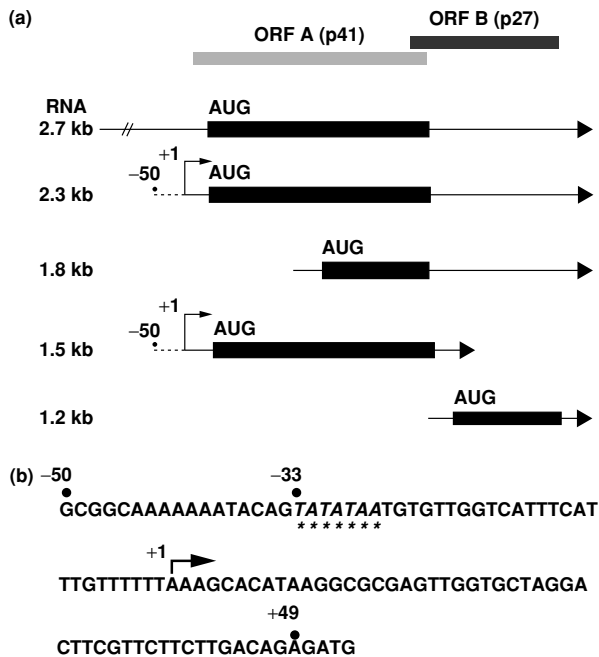 (a)
ORF B (p27)
ORF A (p41)
RNA
AUG
2.7 kb
+1
AUG
–50
2.3 kb
AUG
1.8 kb
+1
AUG
–50
1.5 kb
AUG
1.2 kb
(b)
–50
–33
GCGGCAAAAAAATACAGTATATAATGTGTTGGTCATTTCAT
*******
+1
TTGTTTTTTAAAGCACATAAGGCGCGAGTTGGTGCTAGGA
+49
CTTCGTTCTTCTTGACAGAGATG